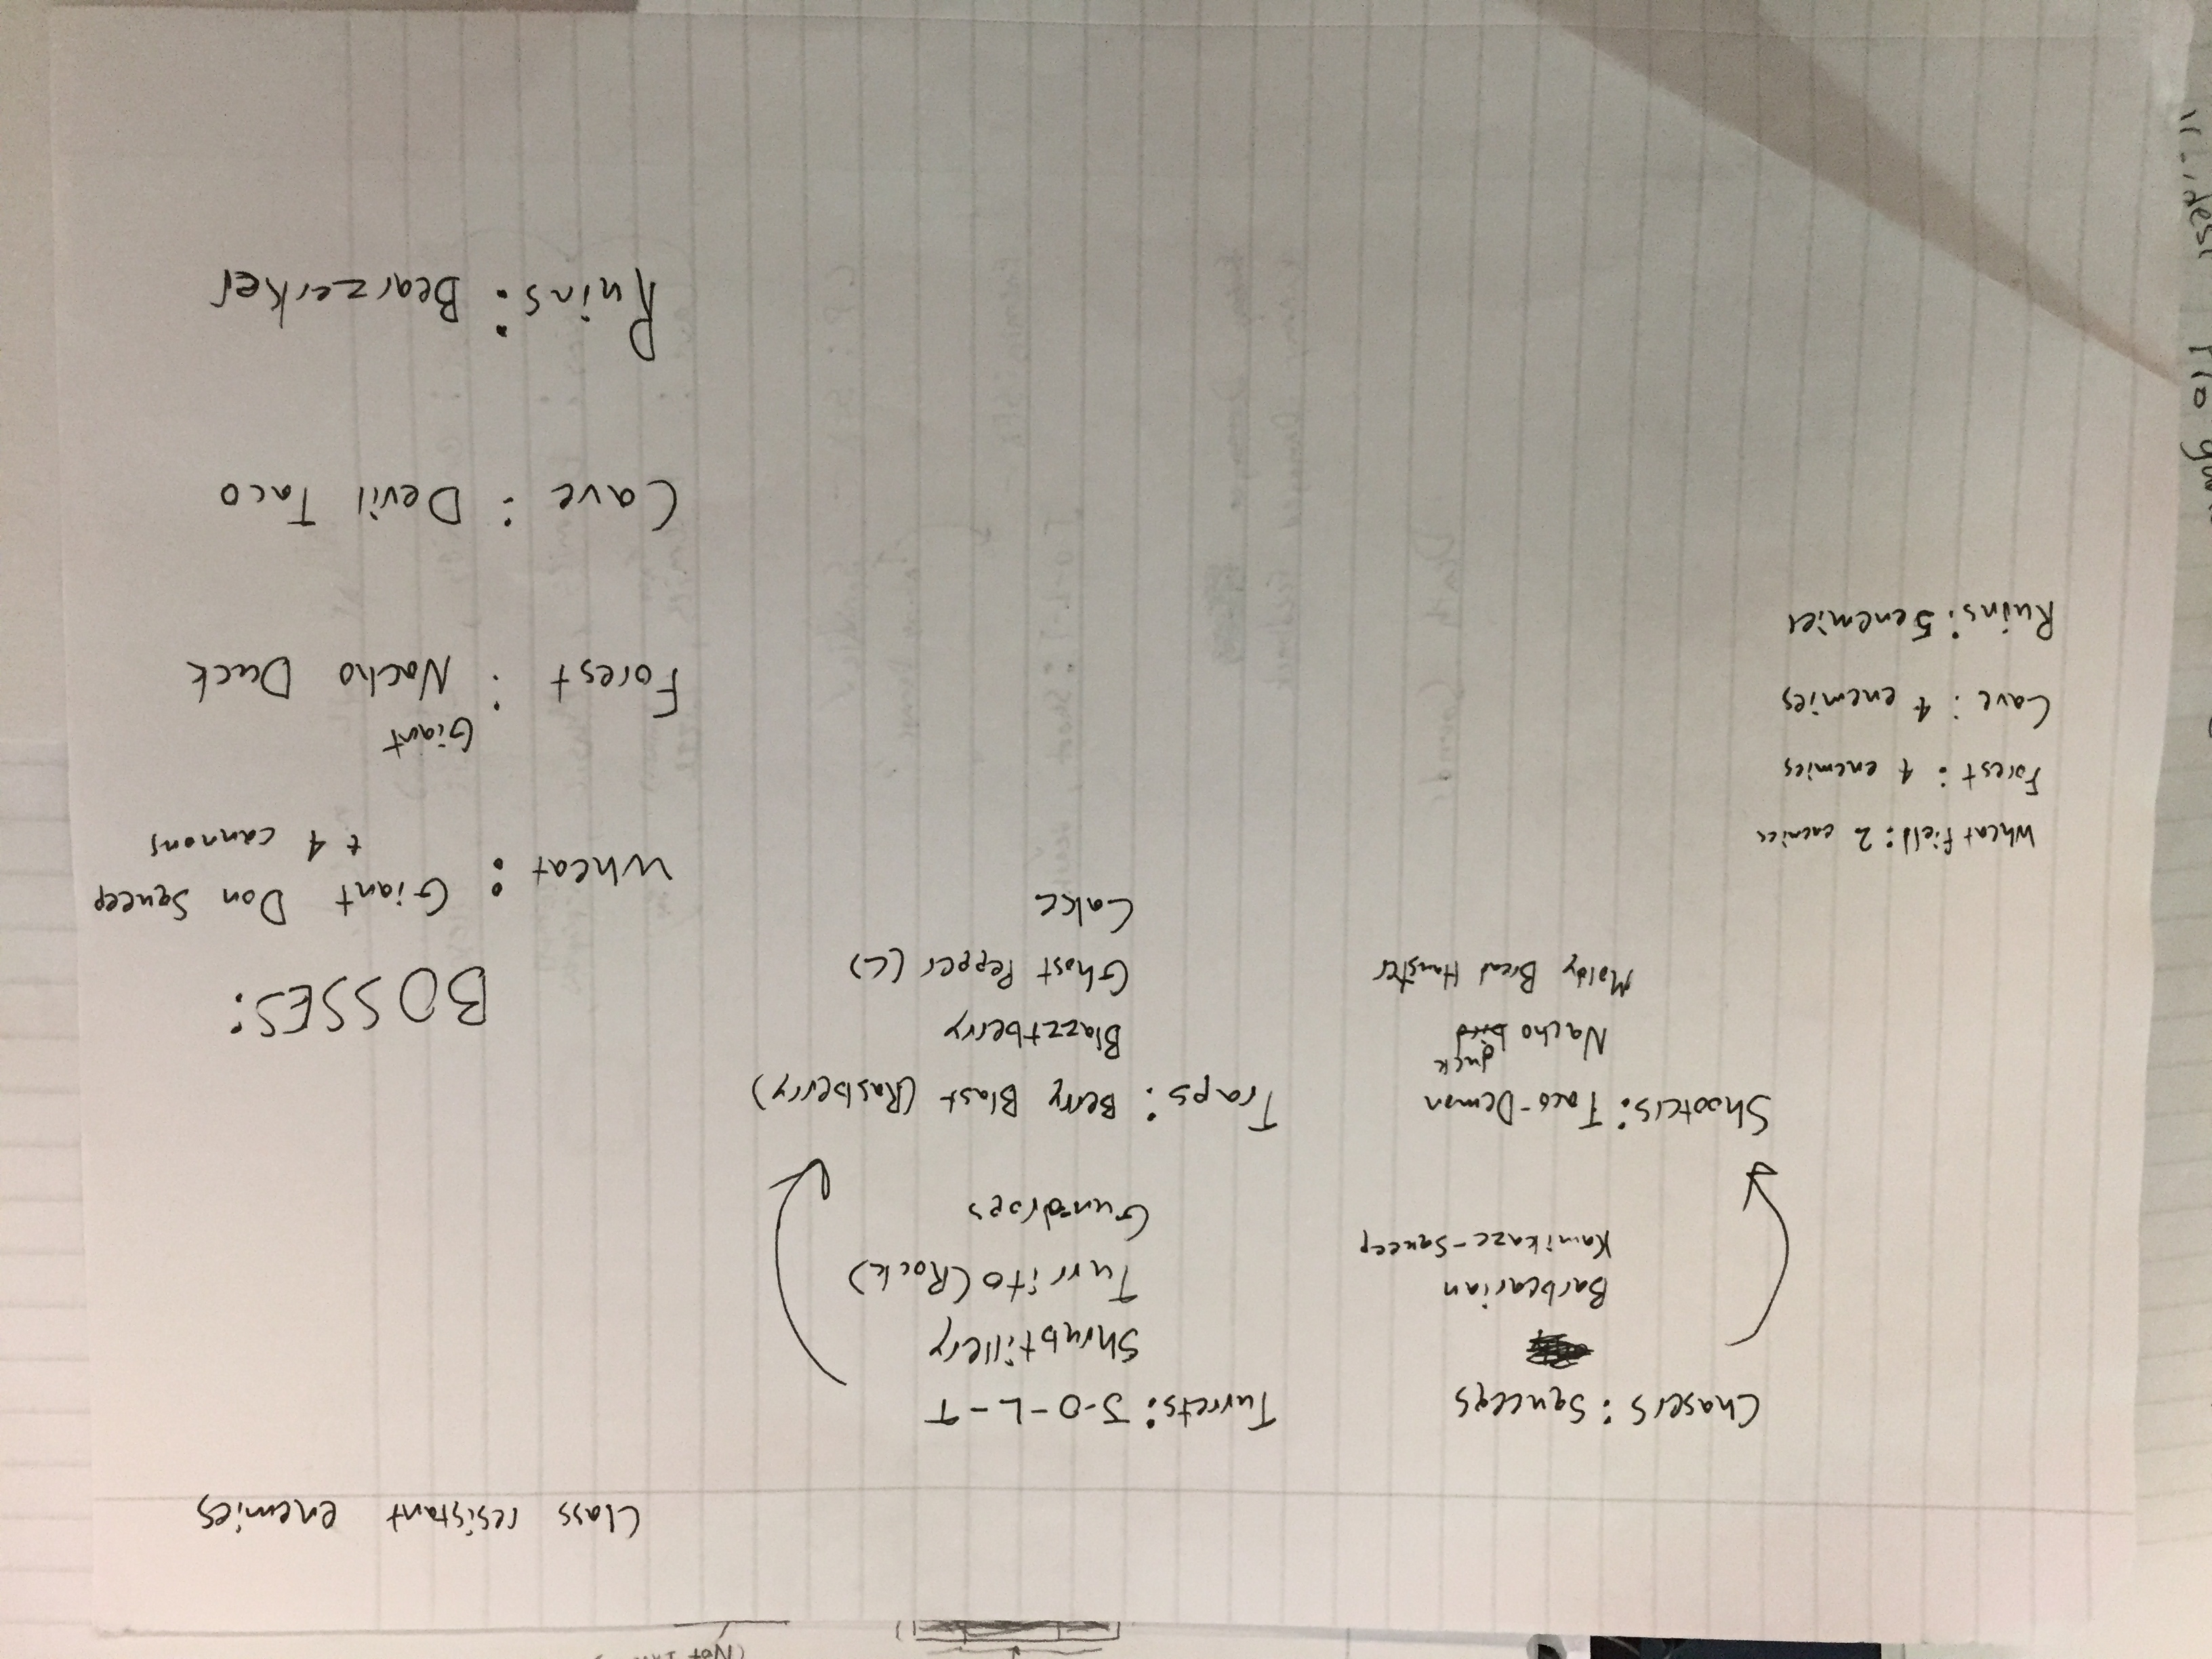 Class resistant enemies
Chasers: Squeeps
Barbearian
Kamikaze-Squeep
Shooters: Taco-Demon
Nacho bird duck
Moldy Bread Hamster
Turrets: J-O-L-T
Shrubtillery
Turrito (Rock)
Gun-drops
Traps: Berry Blast (Rasberry)
Blazztberry
Ghost Pepper (C)
Cake
Wheat field: 2 enemies
Forest: 4 enemies
Cave: 4 enemies
Ruins: 5 enemies
BOSSES:
Wheat: Giant Don Squeep
+ 4 cannons
Forest: Giant
Nacho Duck
Cave: Devil Taco
Ruins: Bearzerker